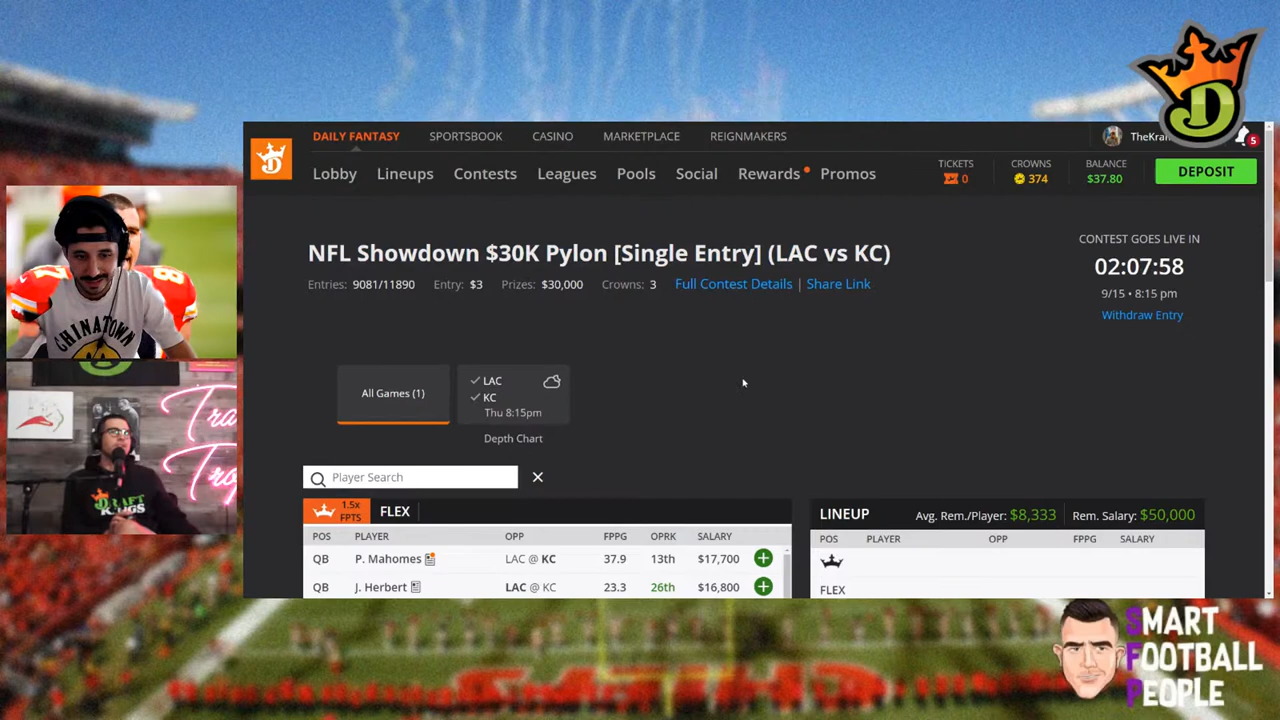 DAILY FANTASY SPORTSBOOK CASINO MARKETPLACE REIGNMAKERS
5
Lobby Lineups Contests Leagues Pools Social Rewards Promos
TICKETS CROWNS BALANCE DEPOSIT
0 374 $37.80
NFL Showdown $30K Pylon [Single Entry] (LAC vs KC)
Entries: 9081/11890 Entry: $3 Prizes: $30,000 Crowns: 3 Full Contest Details | Share Link
CONTEST GOES LIVE IN
02:07:58
9/15 • 8:15 pm
Withdraw Entry
All Games (1)
LAC
KC
Thu 8:15pm
Depth Chart
Player Search
1.5x FPTS FLEX
POS PLAYER OPP FPPG OPRK SALARY
QB P. Mahomes LAC @ KC 37.9 13th $17,700
QB J. Herbert LAC @ KC 23.3 26th $16,800
LINEUP Avg. Rem./Player: $8,333 Rem. Salary: $50,000
POS PLAYER OPP FPPG SALARY
FLEX
CHINATOWN
CHIEFS
SMART
FOOTBALL
PEOPLE